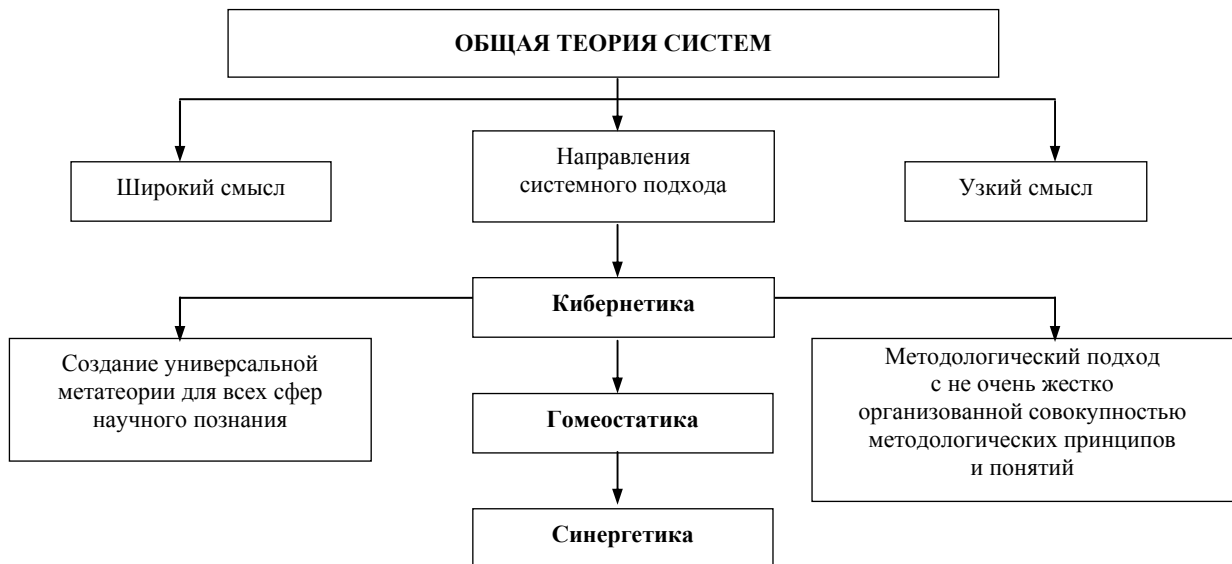 ОБЩАЯ ТЕОРИЯ СИСТЕМ
Широкий смысл
Направления
системного подхода
Узкий смысл
Кибернетика
Создание универсальной
метатеории для всех сфер
научного познания
Гомеостатика
Методологический подход
с не очень жестко
организованной совокупностью
методологических принципов
и понятий
Синергетика